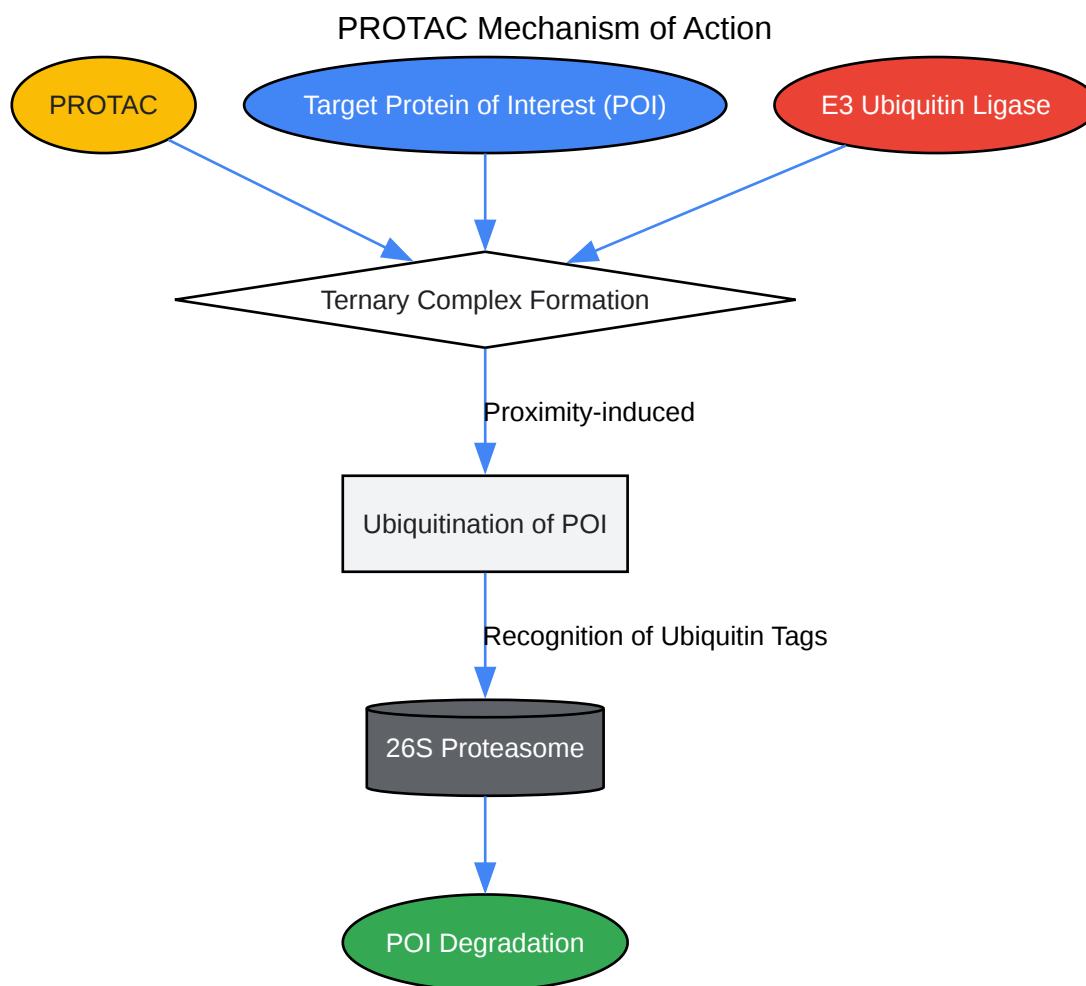 PROTAC Mechanism of Action
PROTAC
Target Protein of Interest (POI)
E3 Ubiquitin Ligase
Ternary Complex Formation
Proximity-induced
Ubiquitination of POI
Recognition of Ubiquitin Tags
26S Proteasome
POI Degradation